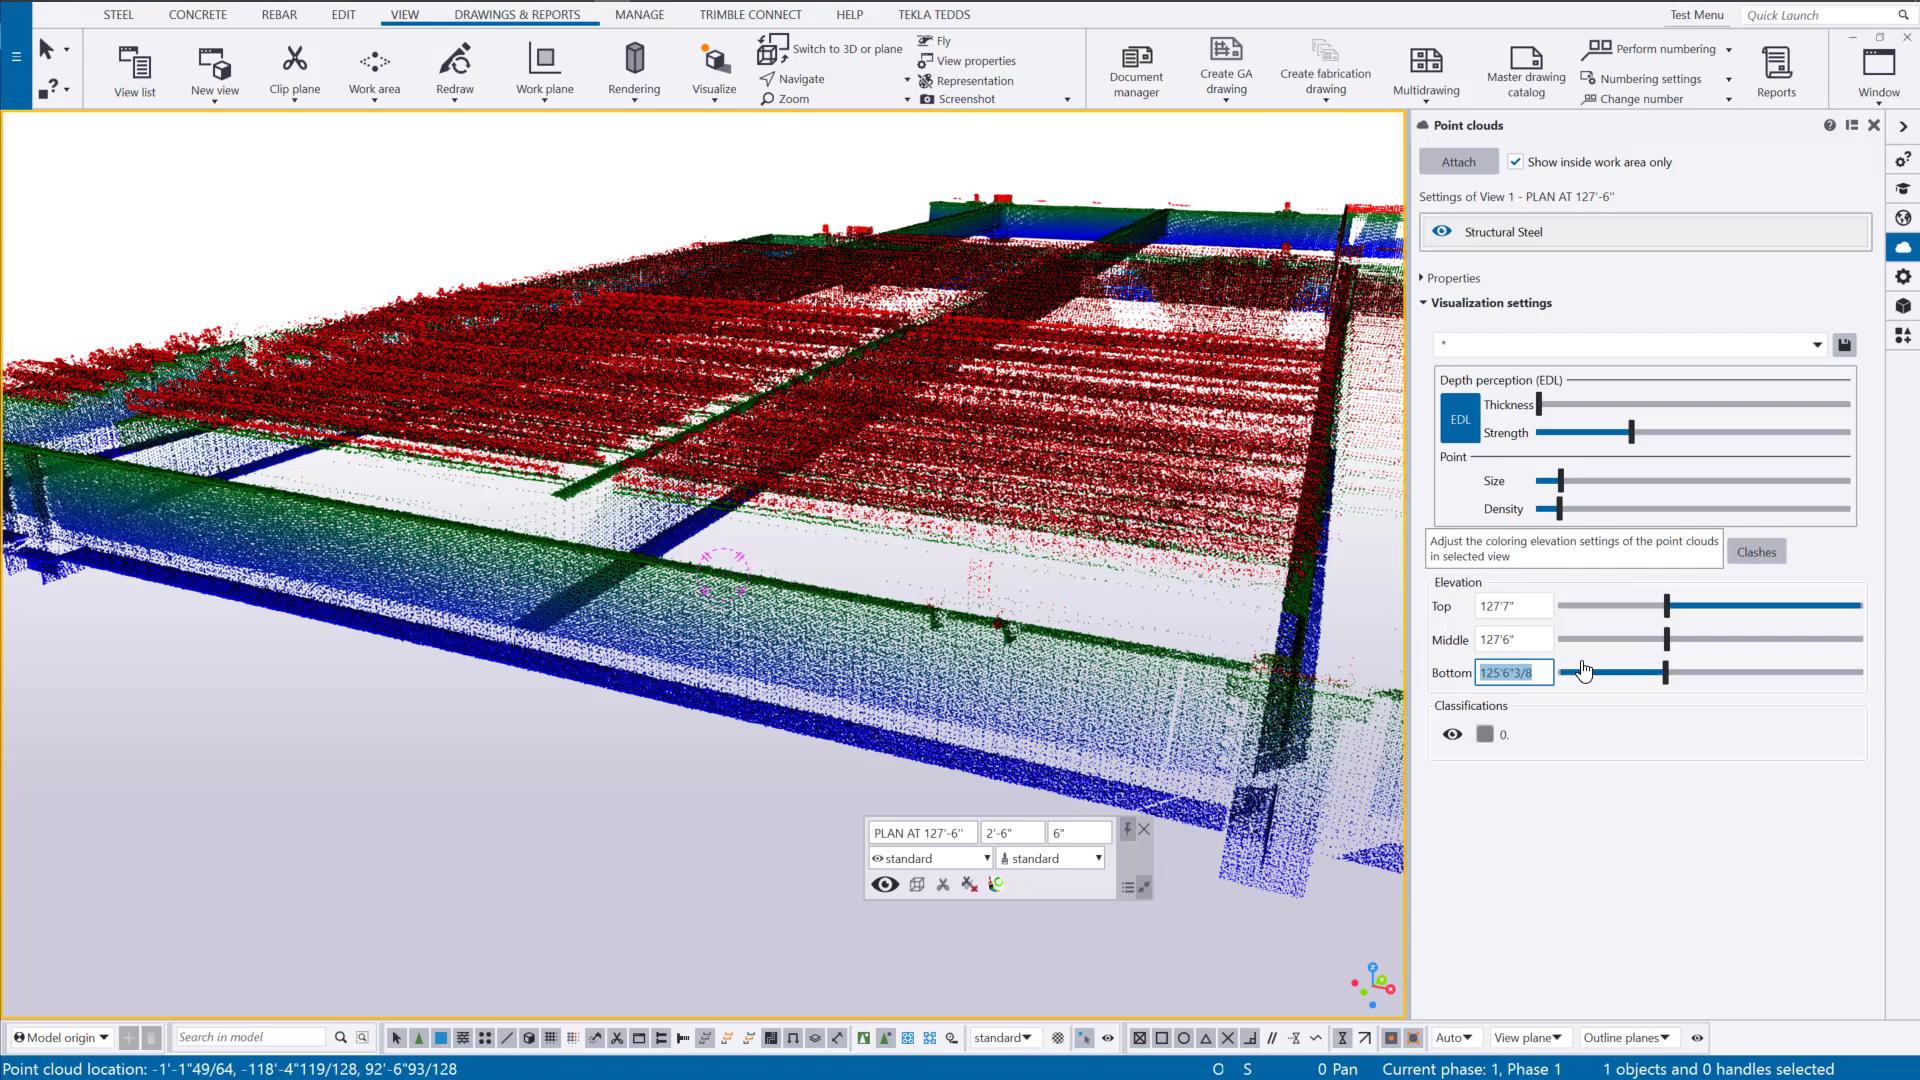 STEEL CONCRETE REBAR EDIT VIEW DRAWINGS & REPORTS MANAGE TRIMBLE CONNECT HELP TEKLA TEDDS Test Menu Quick Launch
View list
New view
Clip plane
Work area
Redraw
Work plane
Rendering
Visualize
Switch to 3D or plane
Navigate
Zoom
Fly
View properties
Representation
Screenshot
Document
manager
Create GA
drawing
Create fabrication
drawing
Multidrawing
Master drawing
catalog
Perform numbering
Numbering settings
Change number
Reports
Window
Point clouds
Attach Show inside work area only
Settings of View 1 - PLAN AT 127'-6"
Structural Steel
Properties
Visualization settings
*
Depth perception (EDL)
EDL
Thickness
Strength
Point
Size
Density
Adjust the coloring elevation settings of the point clouds
in selected view
Clashes
Elevation
Top 127'7"
Middle 127'6"
Bottom 125'6"3/8
Classifications
0.
PLAN AT 127'-6" 2'-6" 6"
standard standard
Z
X
Model origin Search in model standard Auto View plane Outline planes
Point cloud location: -1'-1"49/64, -118'-4"119/128, 92'-6"93/128 O S 0 Pan Current phase: 1, Phase 1 1 objects and 0 handles selected